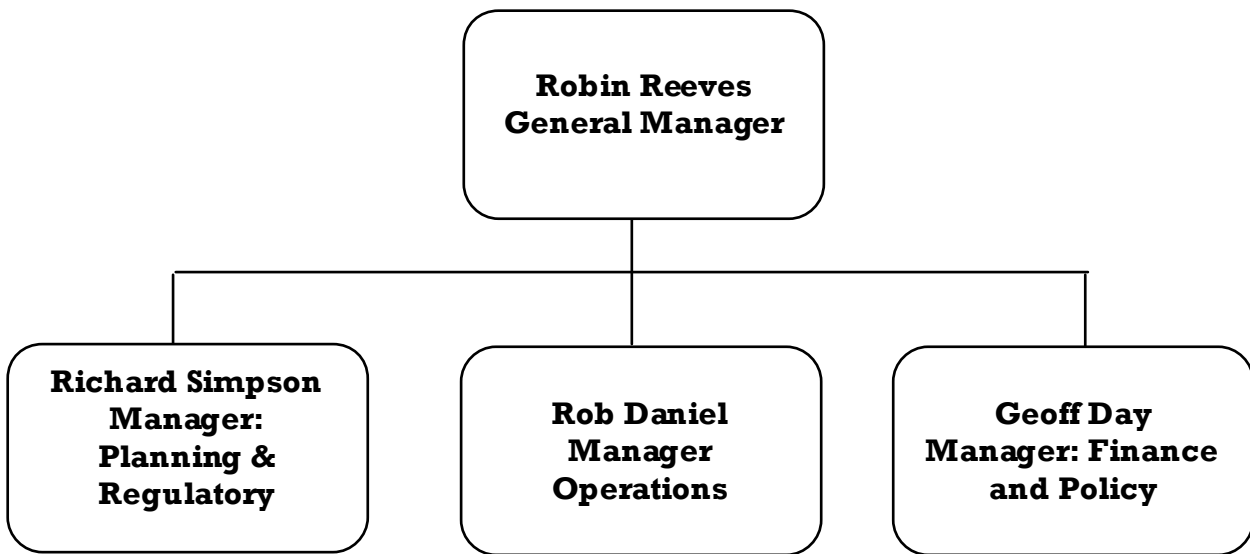 Robin Reeves
General Manager
Richard Simpson
Manager:
Planning &
Regulatory
Rob Daniel
Manager
Operations
Geoff Day
Manager: Finance
and Policy